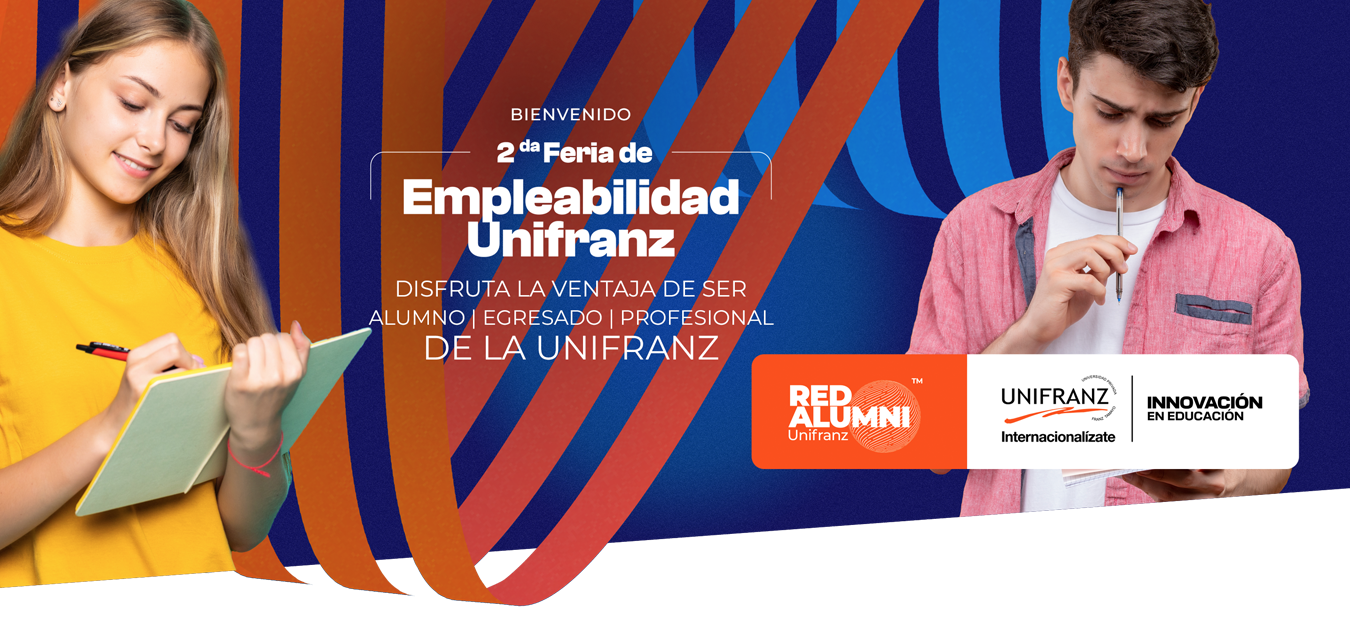 BIENVENIDO
2da Feria de
Empleabilidad
Unifranz
DISFRUTA LA VENTAJA DE SER
ALUMNO | EGRESADO | PROFESIONAL
DE LA UNIFRANZ
RED
ALUMNI
Unifranz
TM
UNIFRANZ
Internacionalízate
INNOVACIÓN
EN EDUCACIÓN